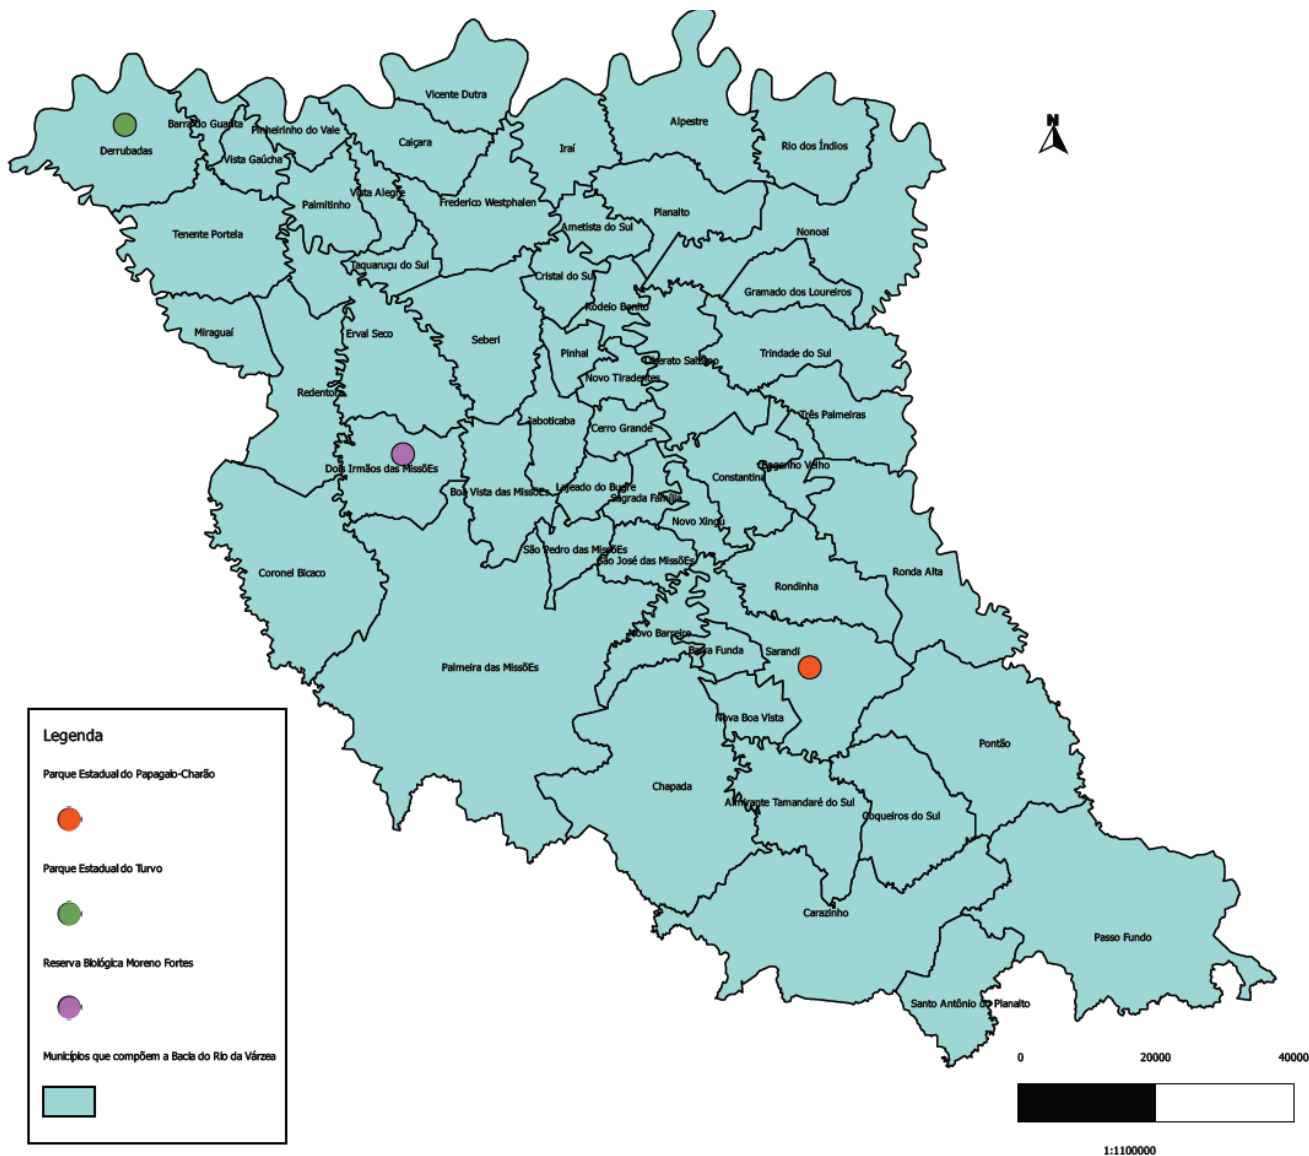 N
Vicente Dutra
Alpestre
Barra do Guarita
Pinheirinho do Vale
Derrubadas
Caiçara
Iraí
Rio dos Índios
Vista Gaúcha
Vista Alegre
Palmitinho
Frederico Westphalen
Planalto
Tenente Portela
Ametista do Sul
Nonoai
Taquaruçu do Sul
Cristal do Sul
Gramado dos Loureiros
Rodeio Bonito
Miraguaí
Erval Seco
Seberi
Pinhal
Liberato Salzano
Trindade do Sul
Novo Tiradentes
Redentora
Três Palmeiras
Jaboticaba
Cerro Grande
Dois Irmãos das MissõEs
Engenho Velho
Constantina
Boa Vista das MissõEs
Lajeado do Bugre
Sagrada Família
Novo Xingu
São Pedro das MissõEs
São José das MissõEs
Coronel Bicaco
Ronda Alta
Rondinha
Novo Barreiro
Barra Funda
Sarandi
Palmeira das MissõEs
Nova Boa Vista
Pontão
Chapada
Almirante Tamandaré do Sul
Coqueiros do Sul
Carazinho
Passo Fundo
Santo Antônio do Planalto
Legenda
Parque Estadual do Papagaio-Charão
Parque Estadual do Turvo
Reserva Biológica Moreno Fortes
Municípios que compõem a Bacia do Rio da Várzea
0 20000 40000
1:1100000